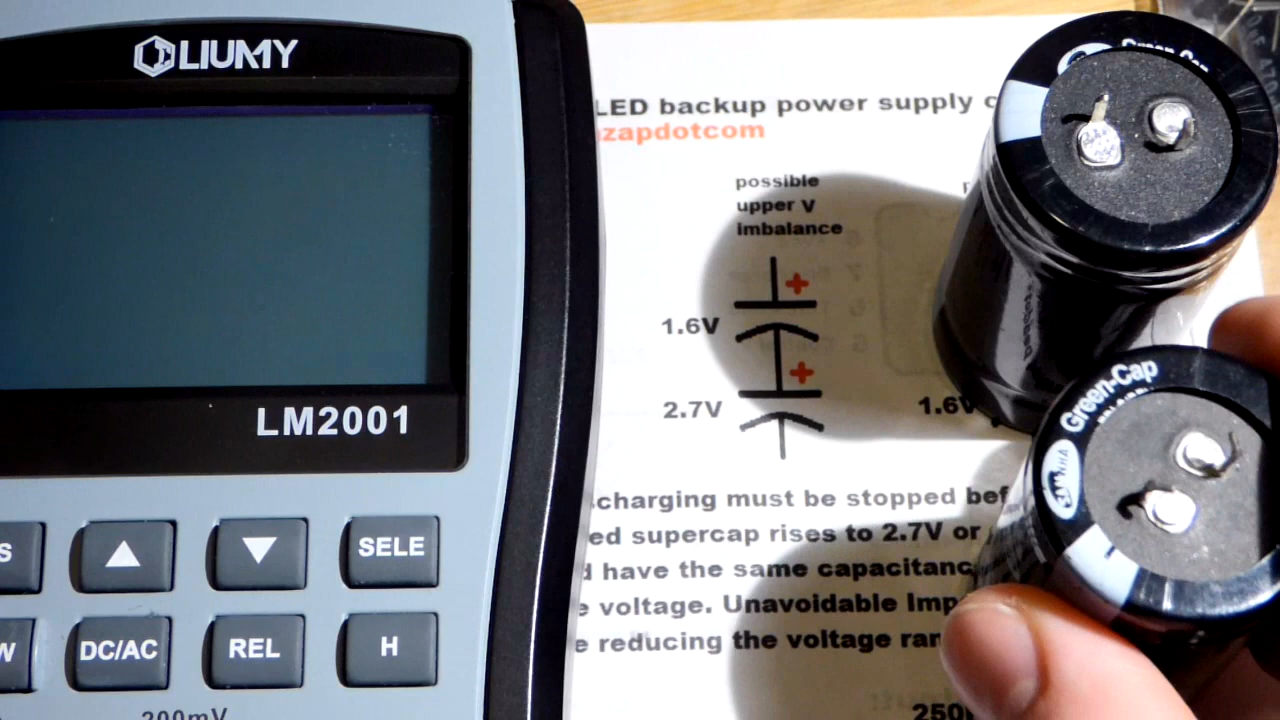 LIUMY
LM2001
S
▲
▼
SELE
W
DC/AC
REL
H
200mV
LED backup power supply c
zapdotcom
possible
upper V
imbalance
+
1.6V
+
2.7V
1.6V
charging must be stopped bef
ed supercap rises to 2.7V or
d have the same capacitanc
e voltage. Unavoidable Imp
e reducing the voltage ran
250
Green-Cap
Green-Cap
SAMWHA